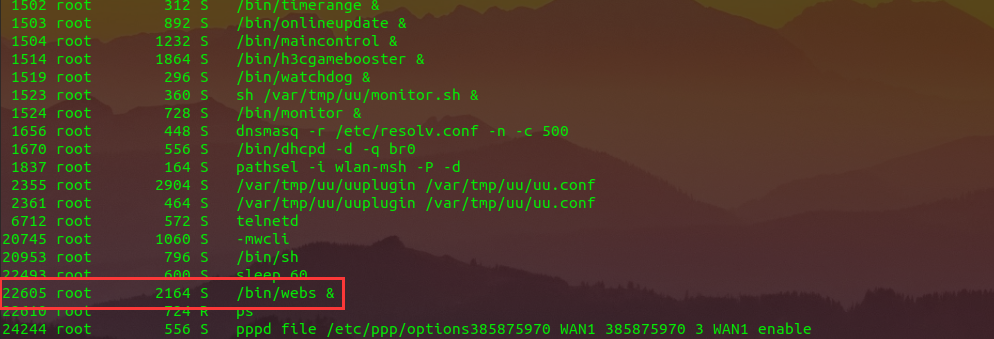 1502 root 312 S /bin/timerange &
1503 root 892 S /bin/onlineupdate &
1504 root 1232 S /bin/maincontrol &
1514 root 1864 S /bin/h3cgamebooster &
1519 root 296 S /bin/watchdog &
1523 root 360 S sh /var/tmp/uu/monitor.sh &
1524 root 728 S /bin/monitor &
1656 root 448 S dnsmasq -r /etc/resolv.conf -n -c 500
1670 root 556 S /bin/dhcpd -d -q br0
1837 root 164 S pathsel -i wlan-msh -P -d
2355 root 2904 S /var/tmp/uu/uuplugin /var/tmp/uu/uu.conf
2361 root 464 S /var/tmp/uu/uuplugin /var/tmp/uu/uu.conf
6712 root 572 S telnetd
20745 root 1060 S -mwcli
20953 root 796 S /bin/sh
22493 root 600 S sleep 60
22605 root 2164 S /bin/webs &
22610 root 724 R ps
24244 root 556 S pppd file /etc/ppp/options385875970 WAN1 385875970 3 WAN1 enable